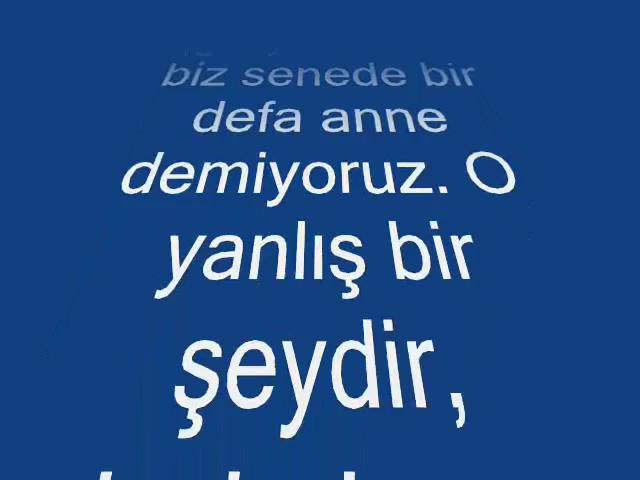 biz senede bir
defa anne
demiyoruz. O
yanlış bir
şeydir,